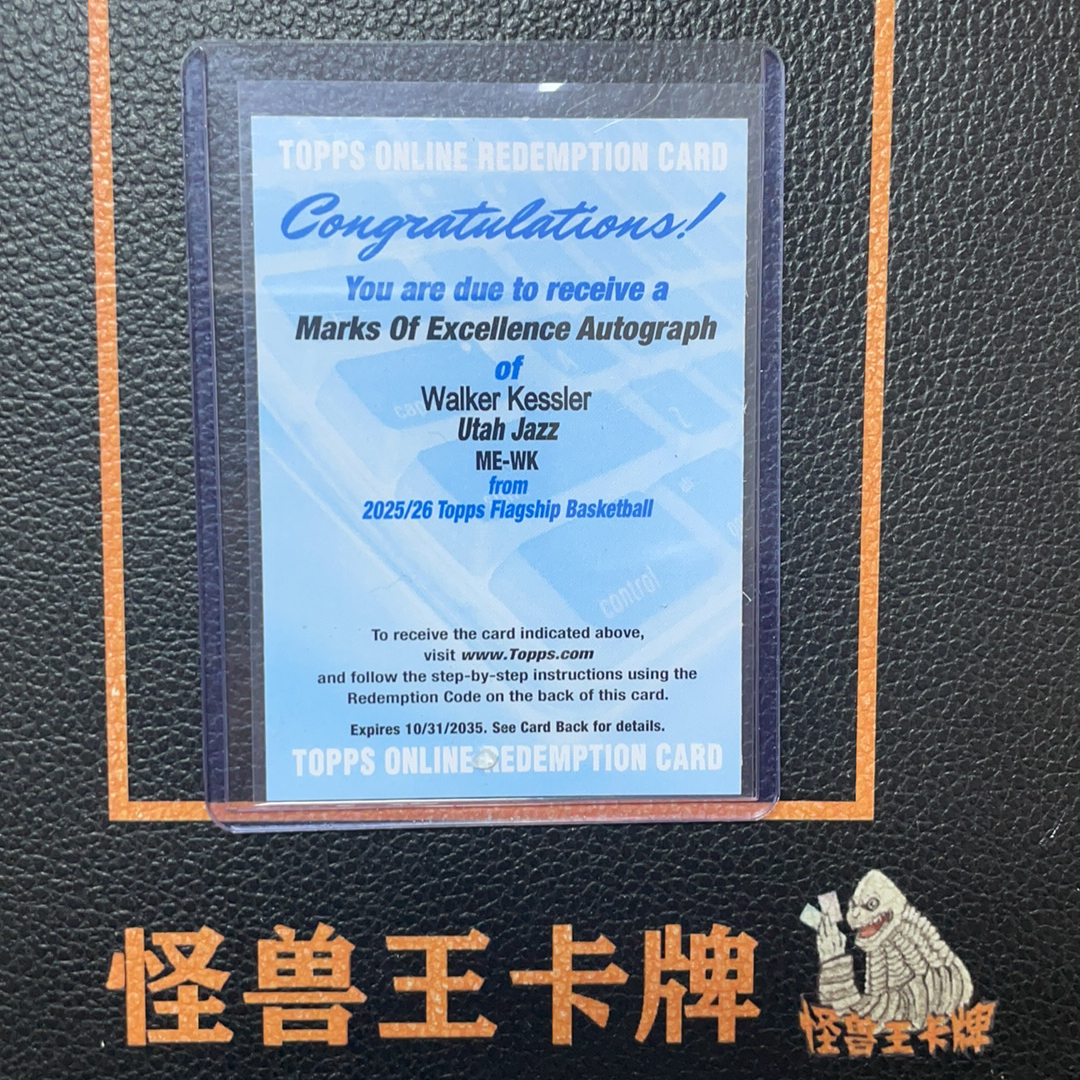 TOPPS ONLINE REDEMPTION CARD
Congratulations!
You are due to receive a
Marks Of Excellence Autograph
of
Walker Kessler
Utah Jazz
ME-WK
from
2025/26 Topps Flagship Basketball
control
To receive the card indicated above,
visit www.Topps.com
and follow the step-by-step instructions using the
Redemption Code on the back of this card.
Expires 10/31/2035. See Card Back for details.
TOPPS ONLINE REDEMPTION CARD
怪兽王卡牌
怪兽王卡牌